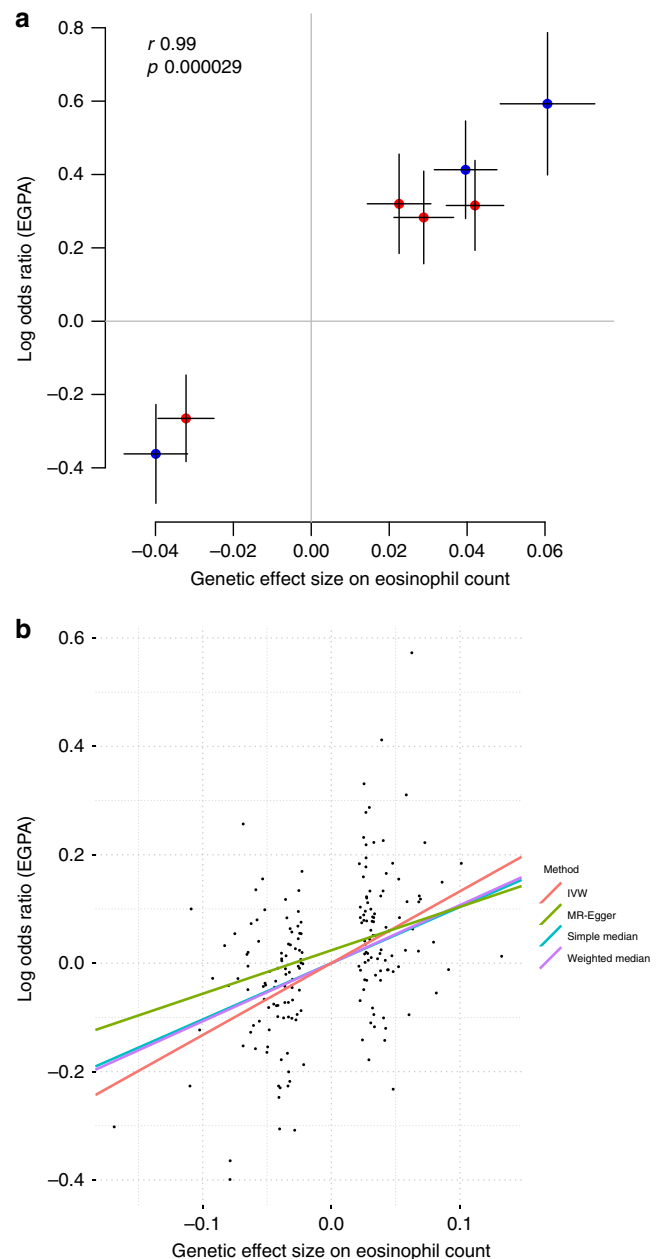 a
r 0.99
p 0.000029
Log odds ratio (EGPA)
0.8
0.6
0.4
0.2
0.0
−0.2
−0.4
−0.04
−0.02
0.00
0.02
0.04
0.06
Genetic effect size on eosinophil count
b
Log odds ratio (EGPA)
0.6
0.4
0.2
0.0
−0.2
−0.4
Method
IVW
MR-Egger
Simple median
Weighted median
−0.1
0.0
0.1
Genetic effect size on eosinophil count